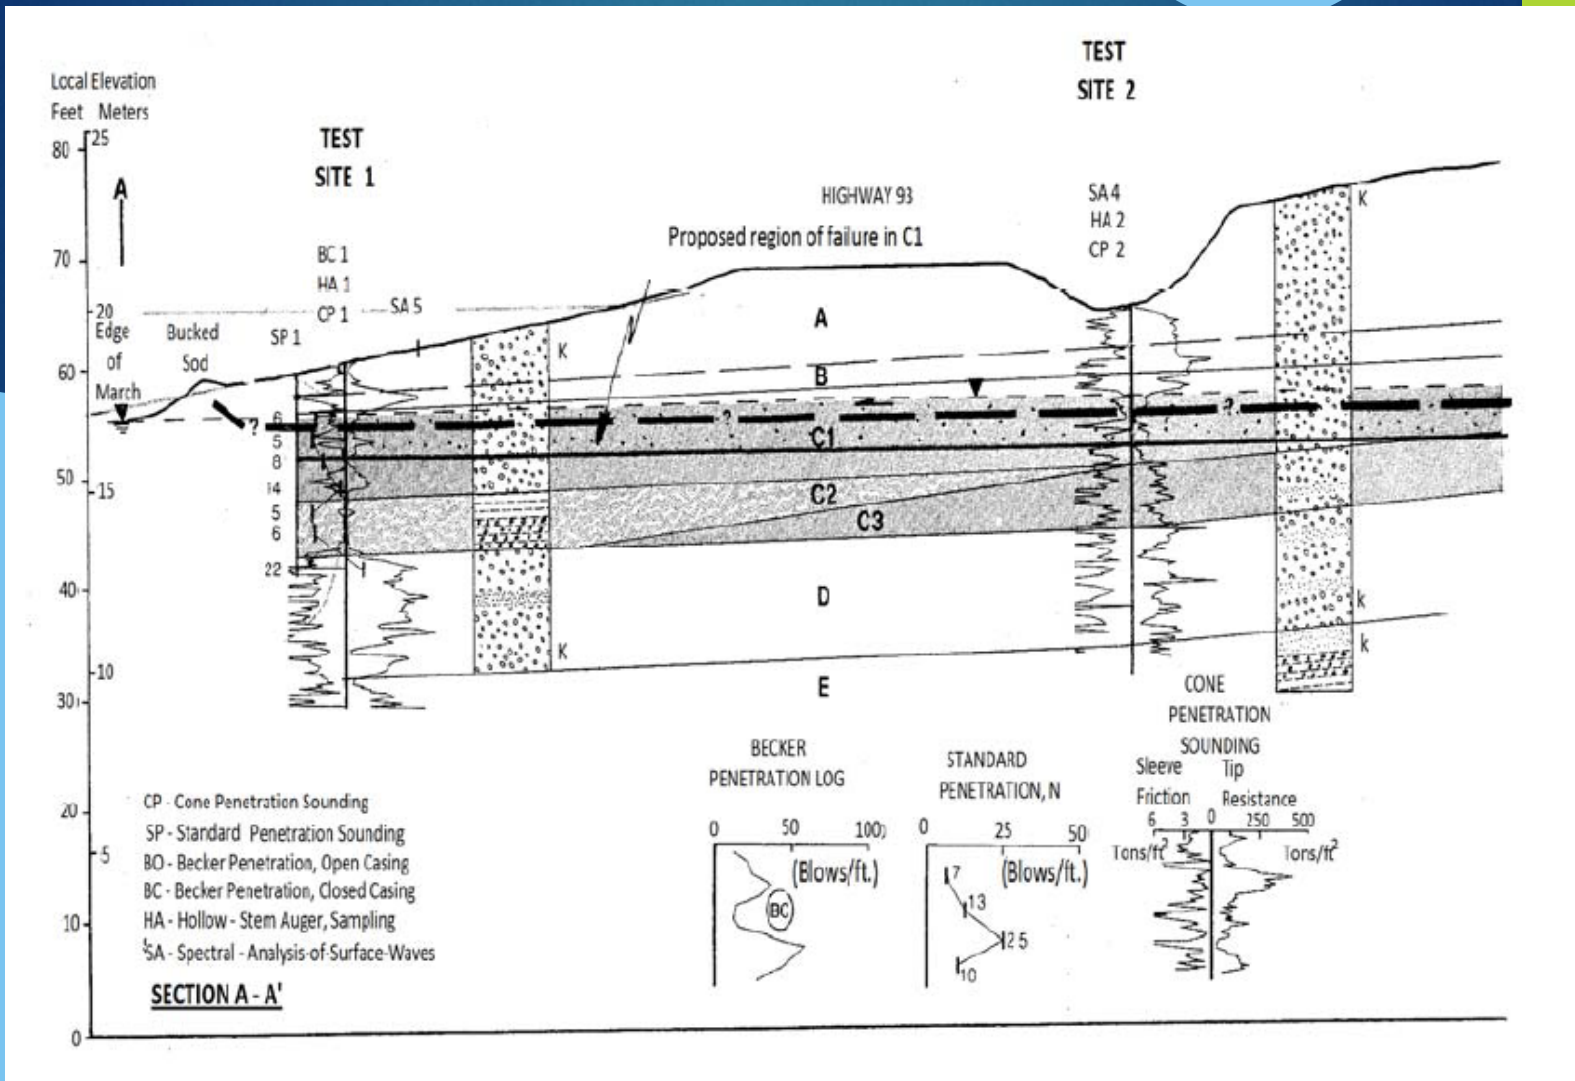 Local Elevation
Feet Meters
80
25
70
20
60
50
15
40
10
30
20
5
10
0
A
TEST
SITE 1
BC 1
HA 1
CP 1
SA 5
SP 1
Edge
of
March
Bucked
Sod
HIGHWAY 93
Proposed region of failure in C1
TEST
SITE 2
SA 4
HA 2
CP 2
K
K
A
B
?
?
?
C1
C2
C3
D
E
6
5
8
14
5
6
22
K
k
k
CP - Cone Penetration Sounding
SP - Standard Penetration Sounding
BO - Becker Penetration, Open Casing
BC - Becker Penetration, Closed Casing
HA - Hollow - Stem Auger, Sampling
SA - Spectral - Analysis-of-Surface-Waves
SECTION A - A'
BECKER
PENETRATION LOG
0 50 100
(Blows/ft.)
BC
STANDARD
PENETRATION, N
0 25 50
(Blows/ft.)
7
13
25
10
CONE
PENETRATION
SOUNDING
Sleeve Tip
Friction Resistance
6 3 0 250 500
Tons/ft² Tons/ft²